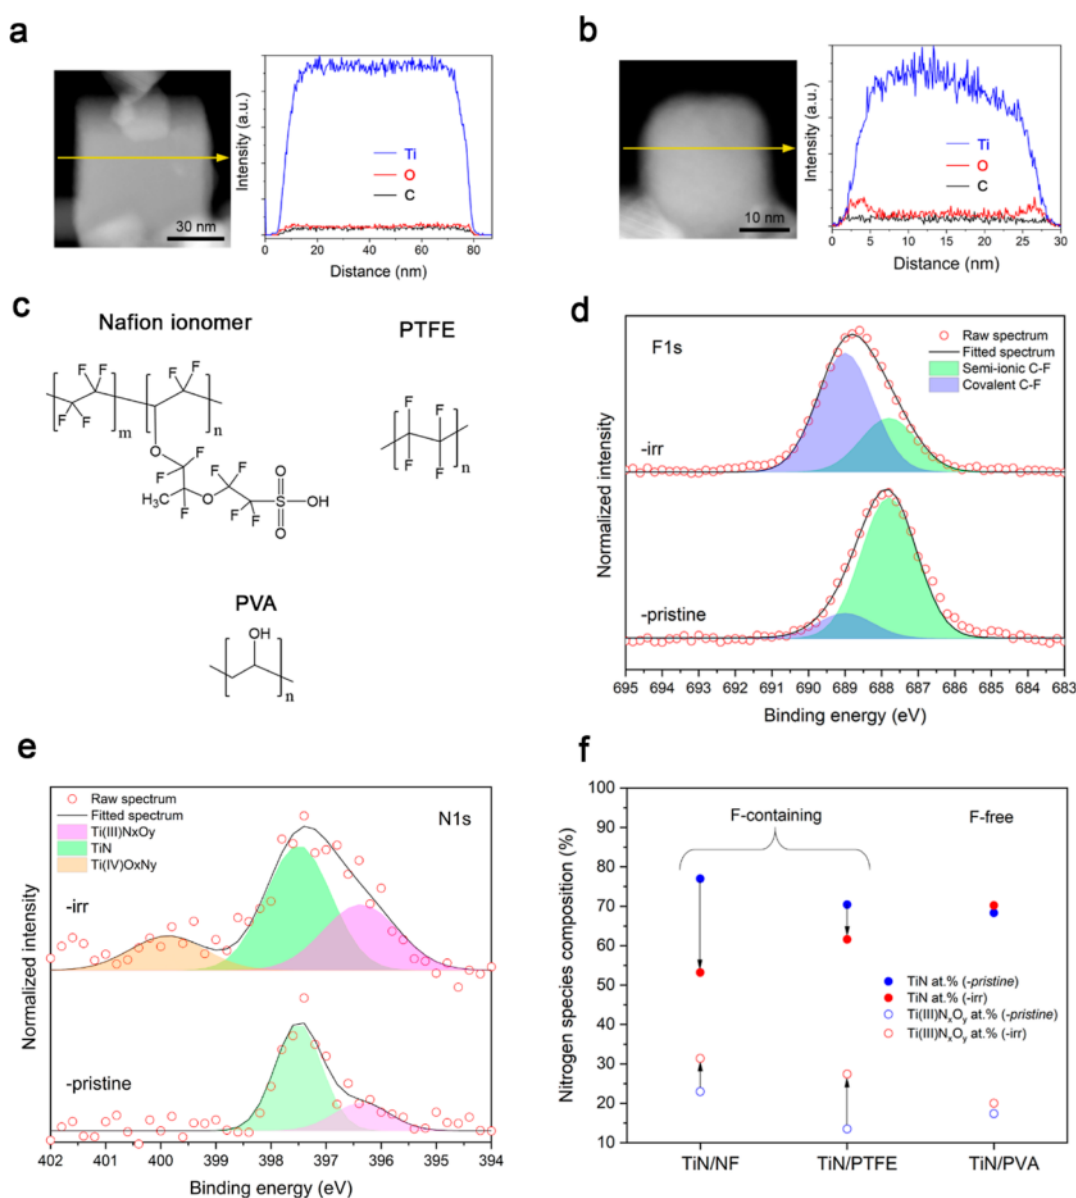 a
Intensity (a.u.)
Ti
O
C
30 nm
0 20 40 60 80
Distance (nm)
b
Intensity (a.u.)
Ti
O
C
10 nm
0 5 10 15 20 25 30
Distance (nm)
c
Nafion ionomer
F F
F F
F F
m
n
O
F F
F
F
H₃C
F
O
F F
S
O
O
OH
PTFE
F F
F F
n
PVA
OH
n
d
F1s
Raw spectrum
Fitted spectrum
Semi-ionic C-F
Covalent C-F
-irr
-pristine
Normalized intensity
695 694 693 692 691 690 689 688 687 686 685 684 683
Binding energy (eV)
e
Raw spectrum
Fitted spectrum
Ti(III)NxOy
TiN
Ti(IV)OxNy
N1s
-irr
-pristine
Normalized intensity
402 401 400 399 398 397 396 395 394
Binding energy (eV)
f
Nitrogen species composition (%)
100
90
80
70
60
50
40
30
20
10
F-containing
F-free
TiN at.% (-pristine)
TiN at.% (-irr)
Ti(III)NₓOᵧ at.% (-pristine)
Ti(III)NₓOᵧ at.% (-irr)
TiN/NF TiN/PTFE TiN/PVA